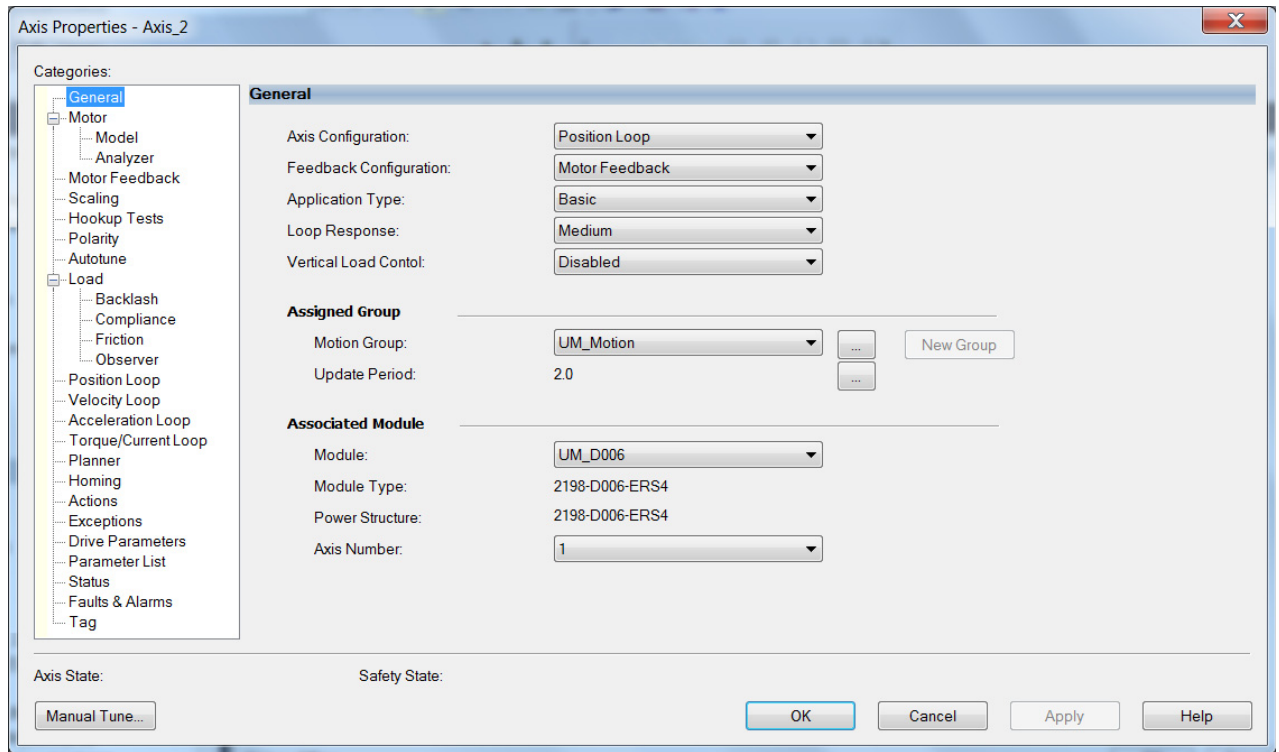 Axis Properties - Axis_2
X
Categories:
General
Motor
Model
Analyzer
Motor Feedback
Scaling
Hookup Tests
Polarity
Autotune
Load
Backlash
Compliance
Friction
Observer
Position Loop
Velocity Loop
Acceleration Loop
Torque/Current Loop
Planner
Homing
Actions
Exceptions
Drive Parameters
Parameter List
Status
Faults & Alarms
Tag
General
Axis Configuration: Position Loop
Feedback Configuration: Motor Feedback
Application Type: Basic
Loop Response: Medium
Vertical Load Contol: Disabled
Assigned Group
Motion Group: UM_Motion ... New Group
Update Period: 2.0 ...
Associated Module
Module: UM_D006
Module Type: 2198-D006-ERS4
Power Structure: 2198-D006-ERS4
Axis Number: 1
Axis State: Safety State:
Manual Tune... OK Cancel Apply Help